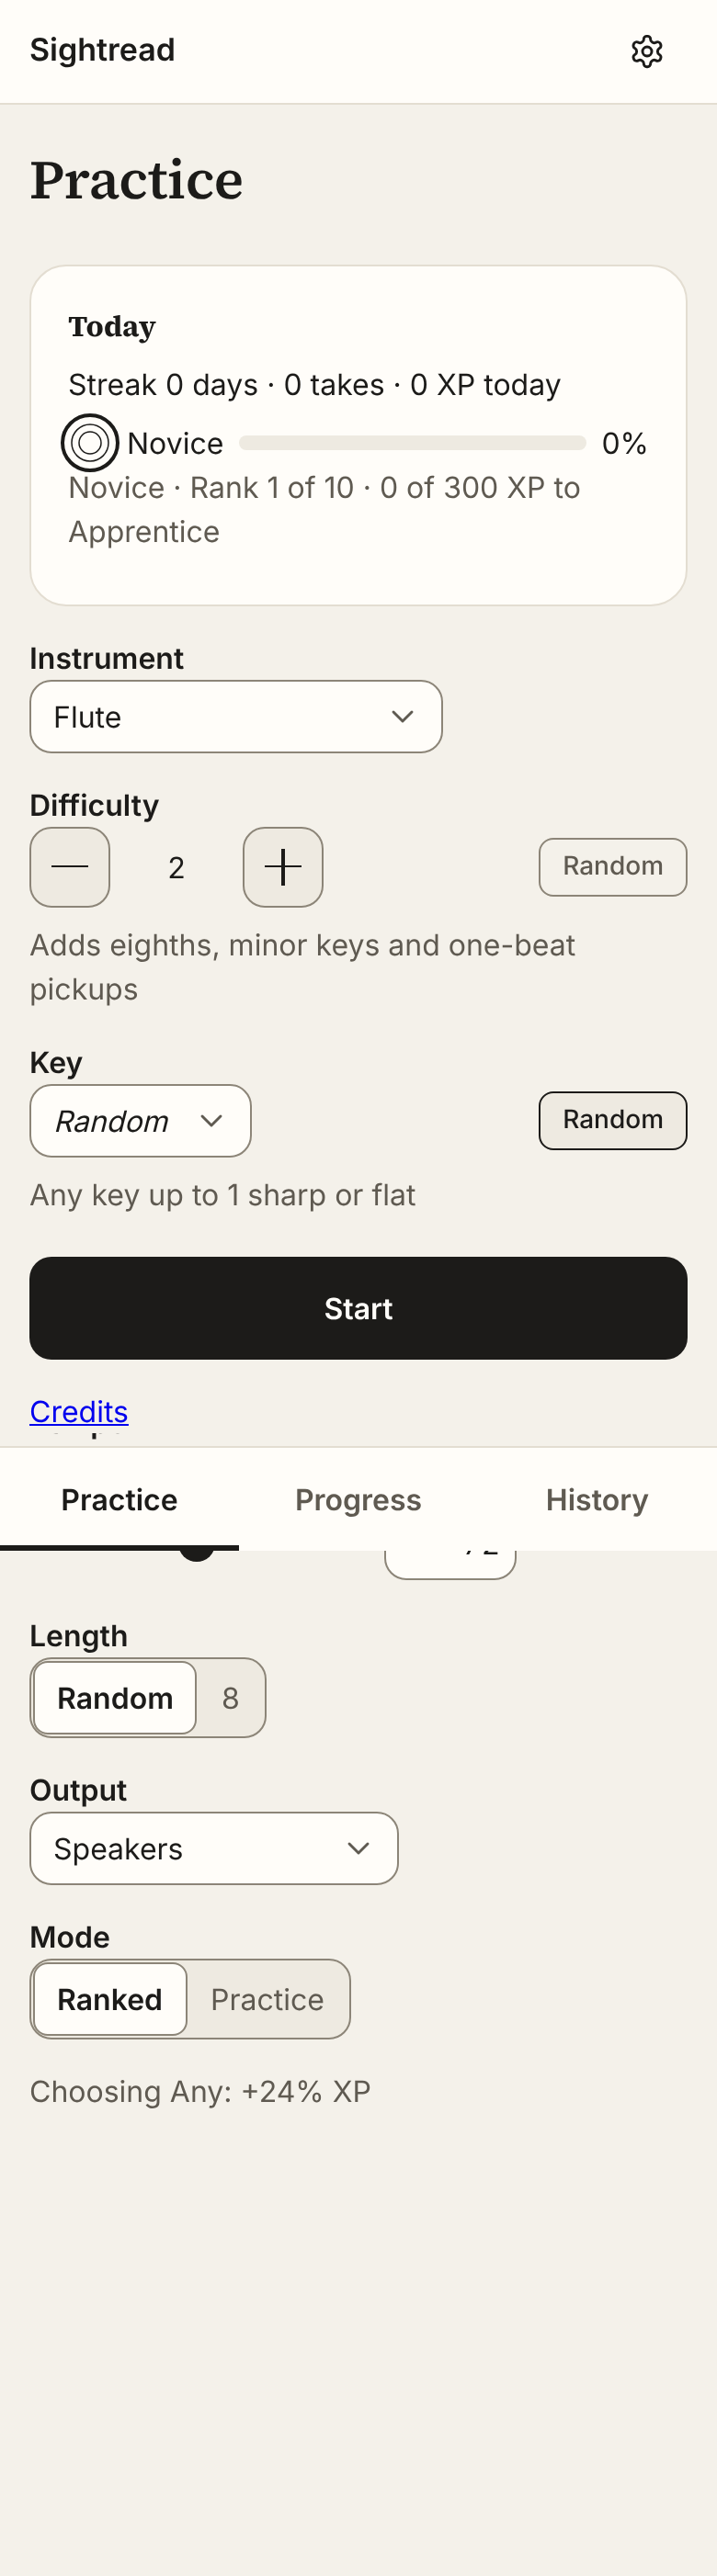 Sightread
Practice
Today
Streak 0 days · 0 takes · 0 XP today
Novice 0%
Novice · Rank 1 of 10 · 0 of 300 XP to
Apprentice
Instrument
Flute
Difficulty
2 Random
Adds eighths, minor keys and one-beat
pickups
Key
Random Random
Any key up to 1 sharp or flat
Start
Credits
Practice Progress History
Length
Random 8
Output
Speakers
Mode
Ranked Practice
Choosing Any: +24% XP